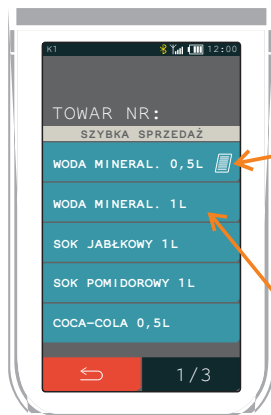 K1 12:00
TOWAR NR:
SZYBKA SPRZEDAŻ
WODA MINERAL. 0,5L
WODA MINERAL. 1L
SOK JABŁKOWY 1L
SOK POMIDOROWY 1L
COCA-COLA 0,5L
1/3